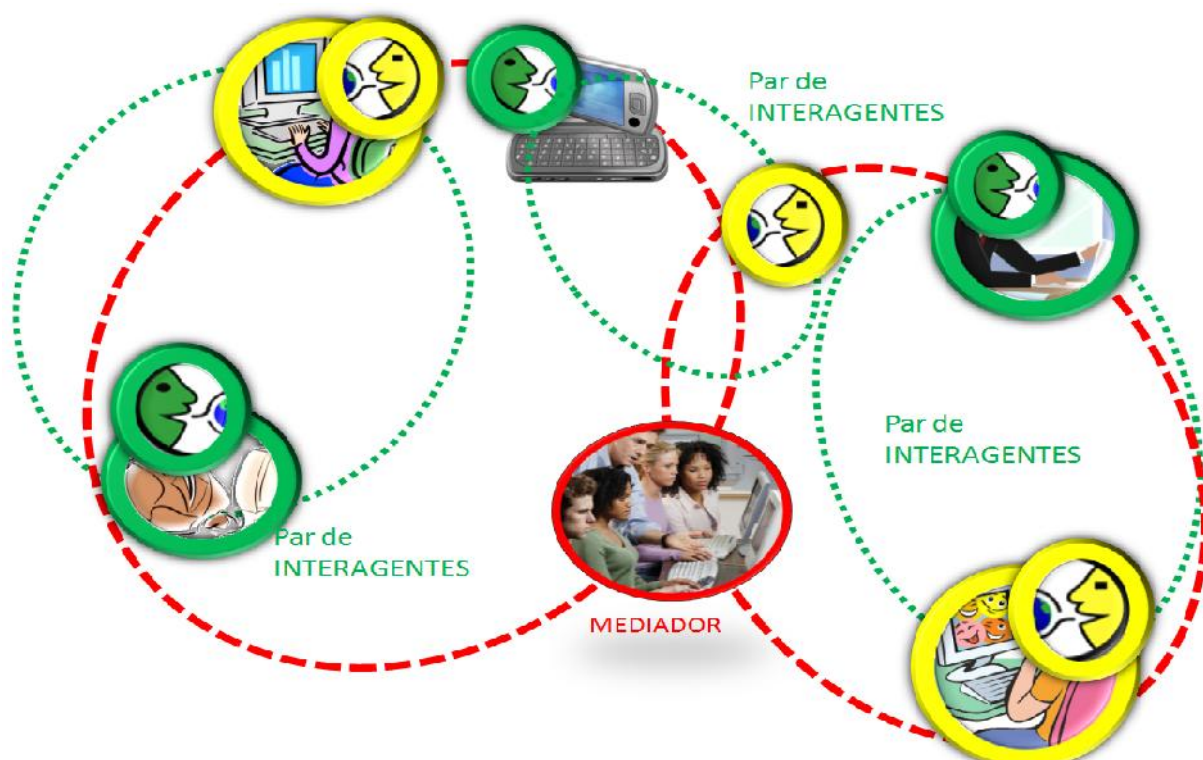 Par de
INTERAGENTES
Par de
INTERAGENTES
Par de
INTERAGENTES
MEDIADOR